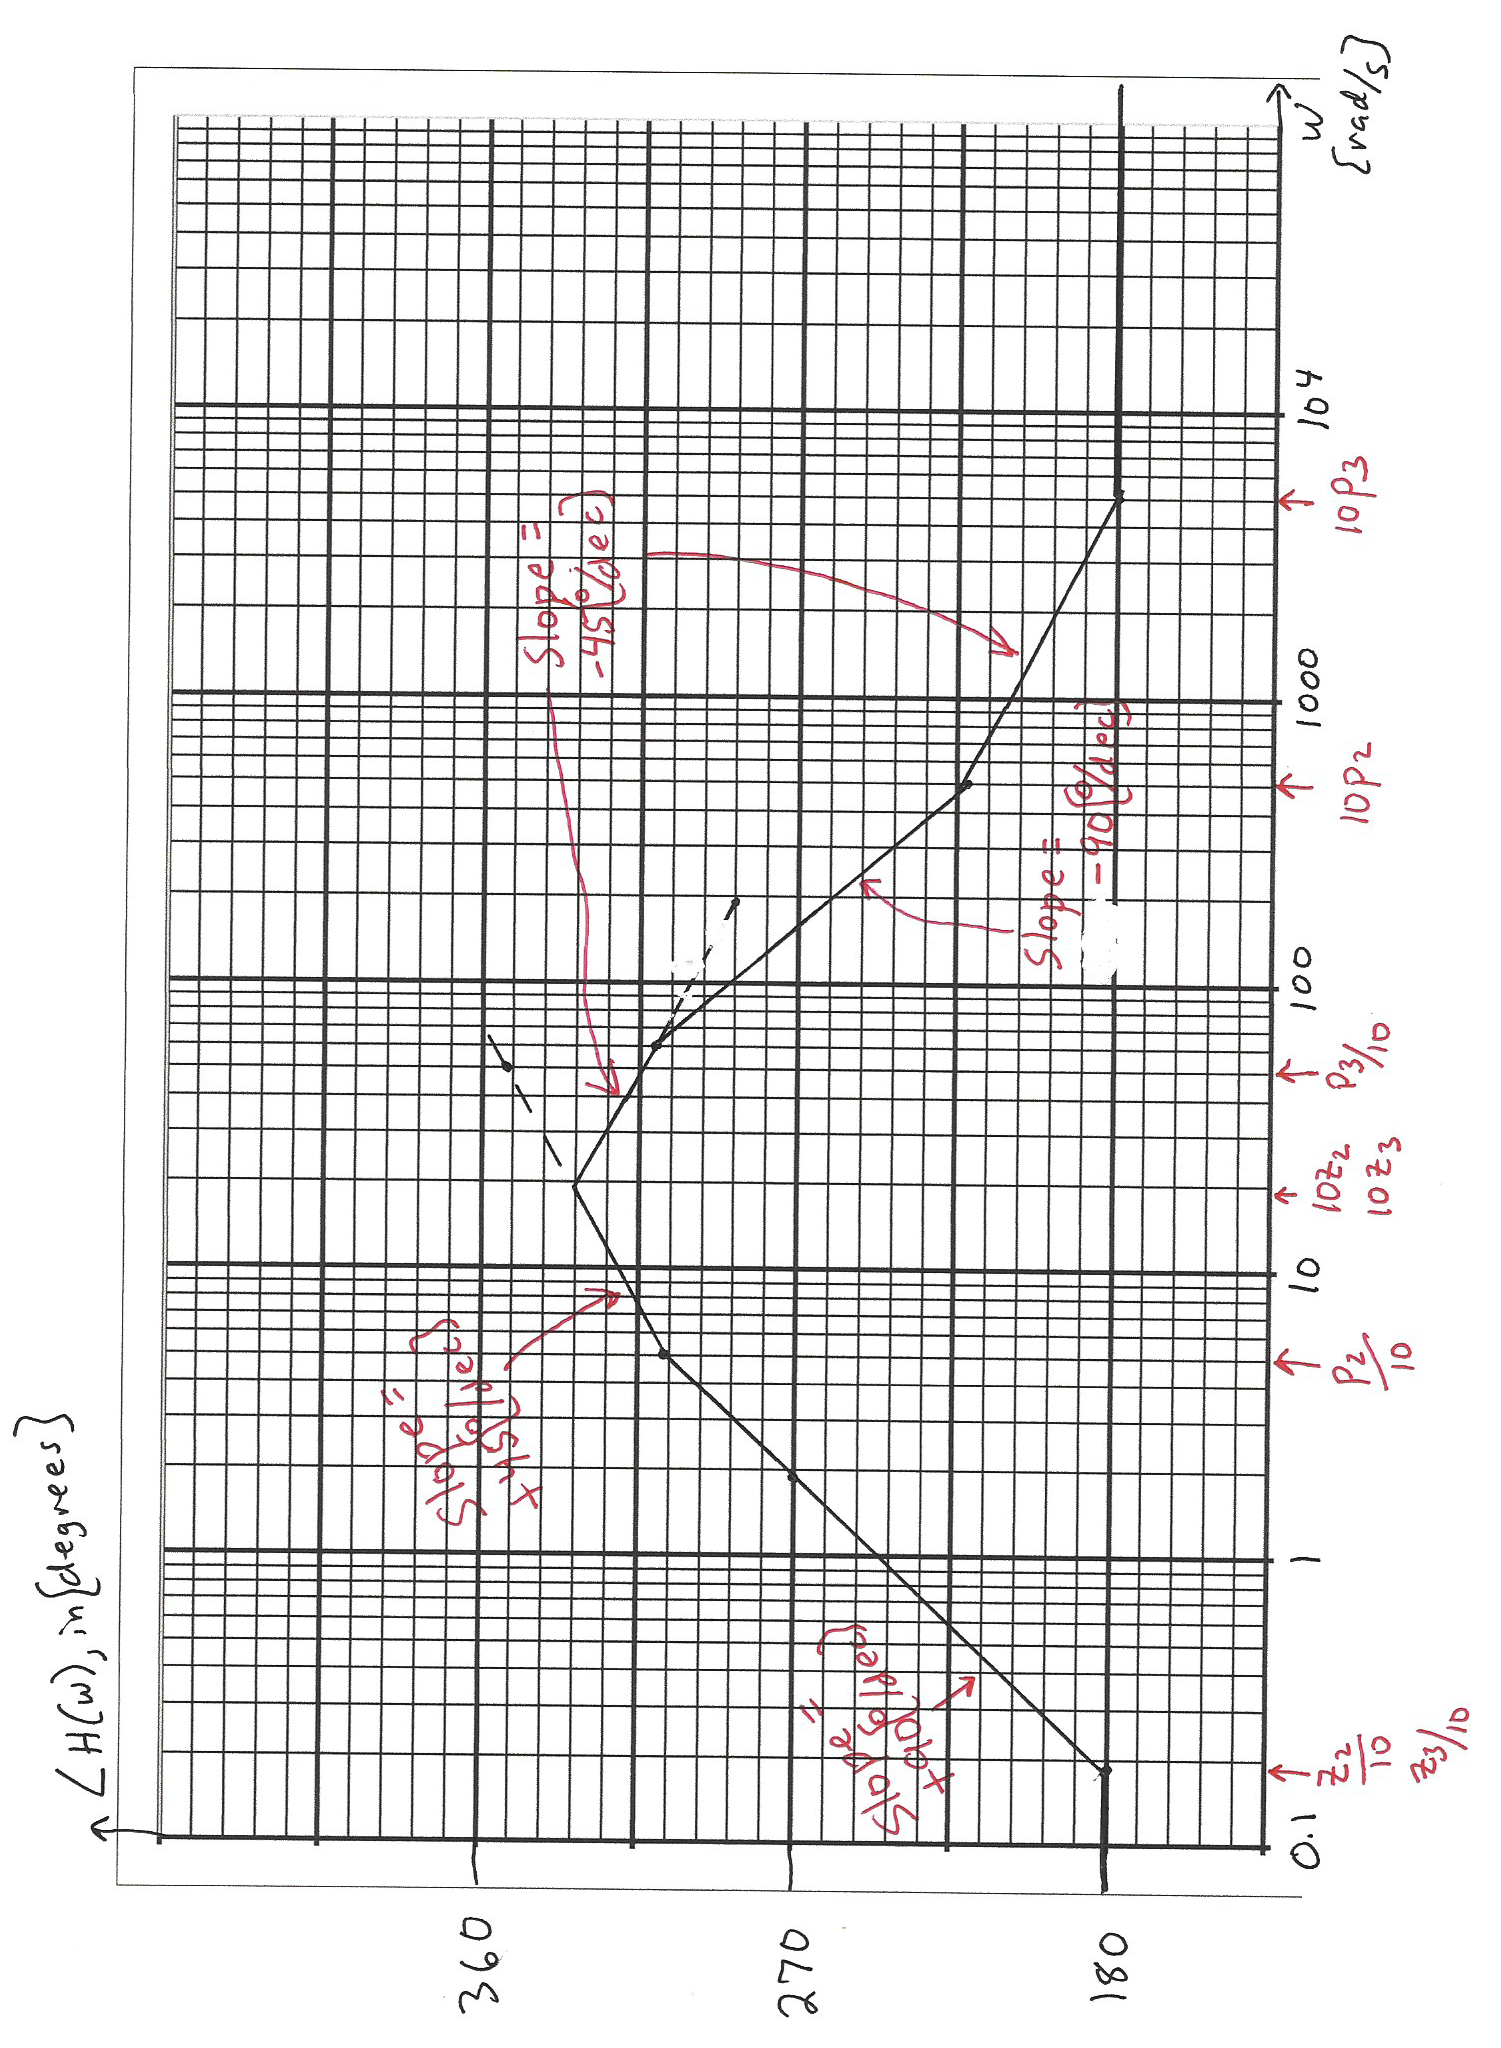 ∠H(ω), in [degrees]
360
270
180
Slope =
+90[°/dec]
Slope =
+45[°/dec]
Slope =
-45[°/dec]
Slope =
-90[°/dec]
0.1
1
10
100
1000
10⁴
ω
[rad/s]
z2/10
z3/10
p2/10
10z2
10z3
p3/10
10p2
10p3